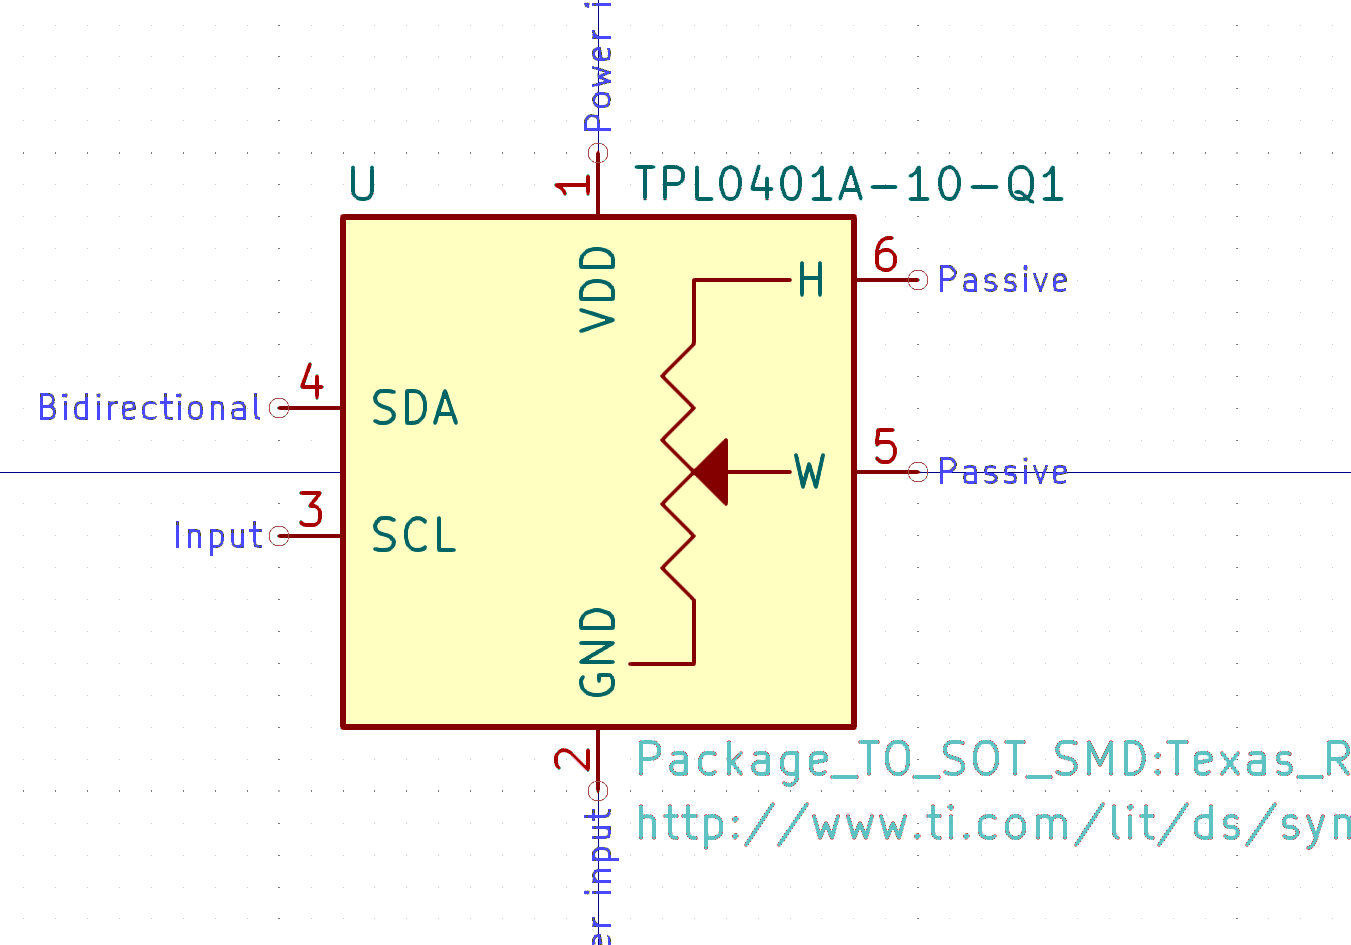 Power i
1
U
TPL0401A-10-Q1
VDD
H
6
Passive
4
Bidirectional
SDA
W
5
Passive
3
Input
SCL
GND
2
Package_TO_SOT_SMD:Texas_R
http://www.ti.com/lit/ds/sym
er input